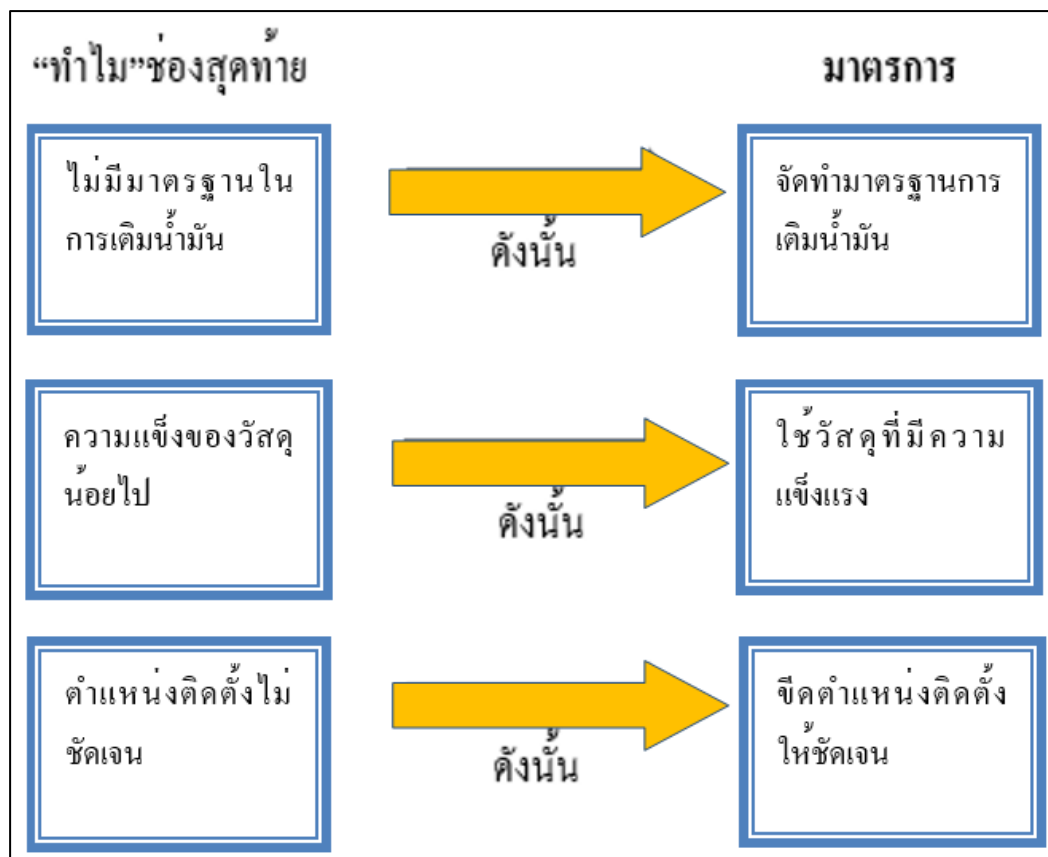 “ทำไม”ช่องสุดท้าย
มาตรการ
ไม่มีมาตรฐานใน
การเติมน้ำมัน
ดังนั้น
จัดทำมาตรฐานการ
เติมน้ำมัน
ความแข็งของวัสดุ
น้อยไป
ดังนั้น
ใช้วัสดุที่มีความ
แข็งแรง
ตำแหน่งติดตั้งไม่
ชัดเจน
ดังนั้น
ขีดตำแหน่งติดตั้ง
ให้ชัดเจน